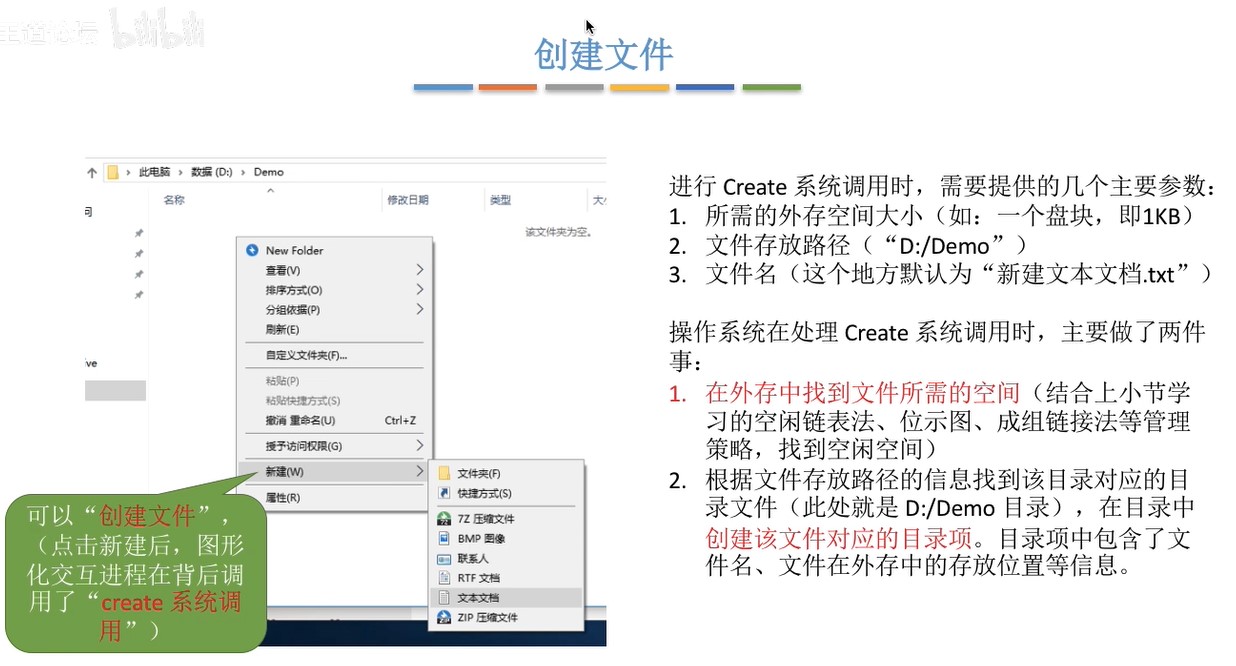 王道论坛 bilibili
创建文件
此电脑 › 数据 (D:) › Demo
名称
修改日期
类型
大小
该文件夹为空。
New Folder
查看(V)
排序方式(O)
分组依据(P)
刷新(E)
自定义文件夹(F)...
粘贴(P)
粘贴快捷方式(S)
撤消 重命名(U) Ctrl+Z
授予访问权限(G)
新建(W)
属性(R)
ive
文件夹(F)
快捷方式(S)
7Z 压缩文件
BMP 图像
联系人
RTF 文档
文本文档
ZIP 压缩文件
可以“创建文件”，
（点击新建后，图形
化交互进程在背后调
用了“create 系统调
用”）
进行 Create 系统调用时，需要提供的几个主要参数：
1. 所需的外存空间大小（如：一个盘块，即1KB）
2. 文件存放路径（“D:/Demo”）
3. 文件名（这个地方默认为“新建文本文档.txt”）
操作系统在处理 Create 系统调用时，主要做了两件
事：
1. 在外存中找到文件所需的空间（结合上小节学
习的空闲链表法、位示图、成组链接法等管理
策略，找到空闲空间）
2. 根据文件存放路径的信息找到该目录对应的目
录文件（此处就是 D:/Demo 目录），在目录中
创建该文件对应的目录项。目录项中包含了文
件名、文件在外存中的存放位置等信息。